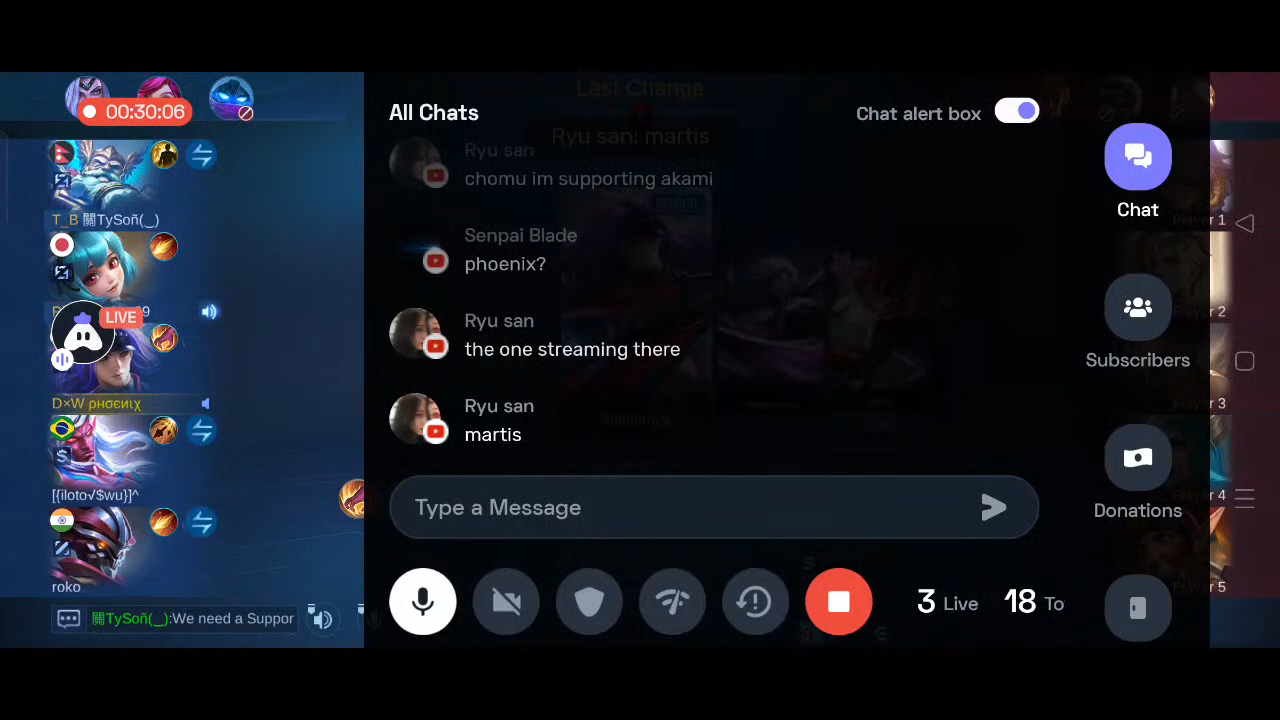 00:30:06
T_B 關TySoñ(_)
LIVE
D×W ρнσєиιχ
[{iloto√$wu}]^
roko
關TySoñ(_):We need a Suppor
Last Change
Ryu san: martis
All Chats
Chat alert box
Ryu san
chomu im supporting akami
Senpai Blade
phoenix?
Ryu san
the one streaming there
Ryu san
martis
Type a Message
3 Live
18 To
Chat
Subscribers
Donations
Player 1
Player 2
Player 3
Player 4
Player 5